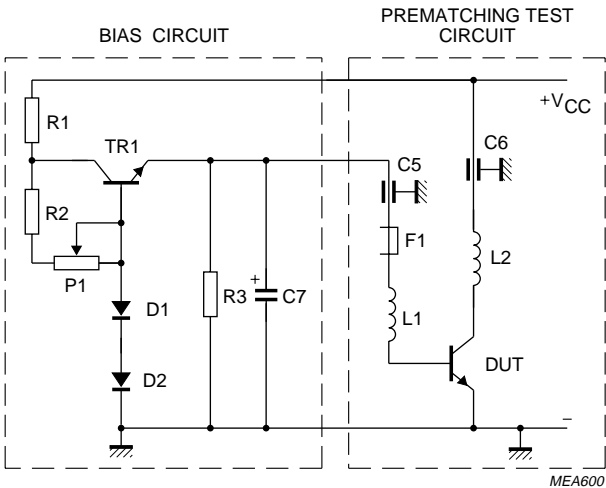 PREMATCHING TEST
CIRCUIT
BIAS CIRCUIT
+VCC
R1
TR1
C5
C6
R2
F1
L2
P1
D1
R3
+
C7
L1
DUT
D2
−
MEA600